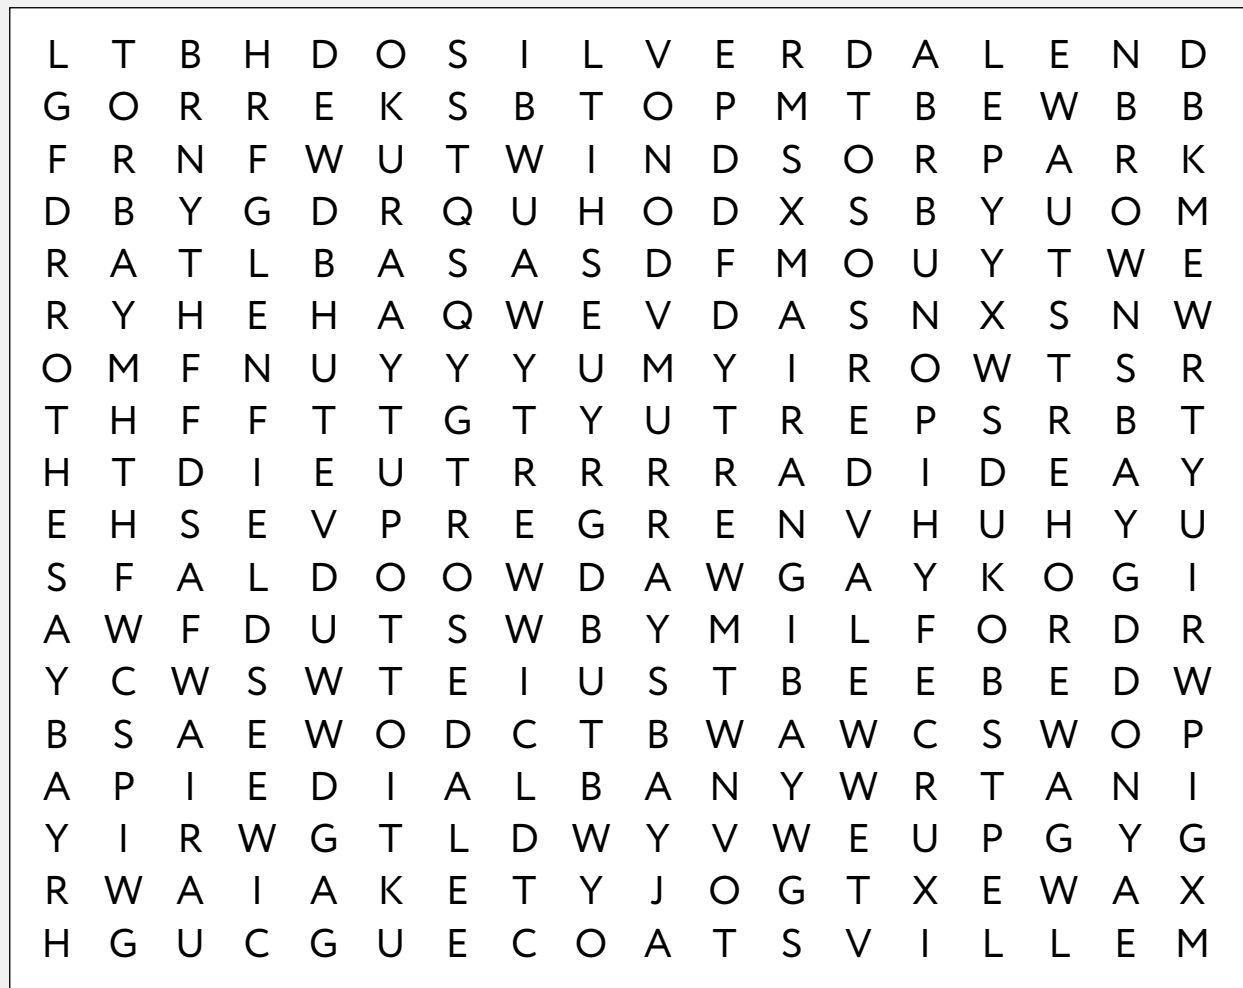 L T B H D O S I L V E R D A L E N D
G O R R E K S B T O P M T B E W B B
F R N F W U T W I N D S O R P A R K
D B Y G D R Q U H O D X S B Y U O M
R A T L B A S A S D F M O U Y T W E
R Y H E H A Q W E V D A S N X S N W
O M F N U Y Y Y U M Y I R O W T S R
T H F F T T G T Y U T R E P S R B T
H T D I E U T R R R R A D I D E A Y
E H S E V P R E G R E N V H U H Y U
S F A L D O O W D A W G A Y K O G I
A W F D U T S W B Y M I L F O R D R
Y C W S W T E I U S T B E E B E D W
B S A E W O D C T B W A W C S W O P
A P I E D I A L B A N Y W R T A N I
Y I R W G T L D W Y V W E U P G Y G
R W A I A K E T Y J O G T X E W A X
H G U C G U E C O A T S V I L L E M